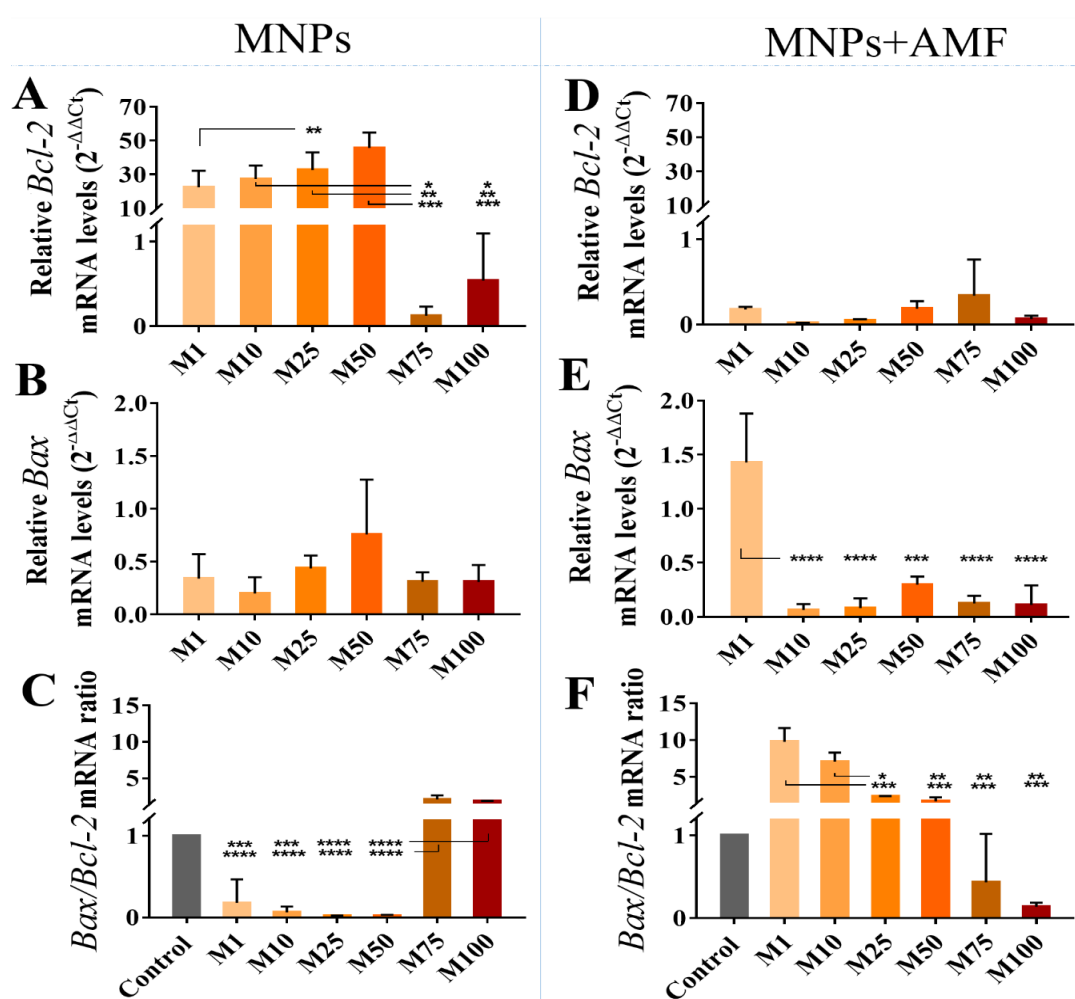 MNPs
MNPs+AMF
A
Relative Bcl-2
mRNA levels (2^-ΔΔCt)
70
50
30
10
1
0
**
*
**
***
*
**
***
M1 M10 M25 M50 M75 M100
B
Relative Bax
mRNA levels (2^-ΔΔCt)
2.0
1.5
1.0
0.5
0.0
M1 M10 M25 M50 M75 M100
C
Bax/Bcl-2 mRNA ratio
15
10
5
1
0
*** *** **** ****
**** **** **** ****
Control M1 M10 M25 M50 M75 M100
D
Relative Bcl-2
mRNA levels (2^-ΔΔCt)
70
50
30
10
1
0
M1 M10 M25 M50 M75 M100
E
Relative Bax
mRNA levels (2^-ΔΔCt)
2.0
1.5
1.0
0.5
0.0
**** **** *** **** ****
M1 M10 M25 M50 M75 M100
F
Bax/Bcl-2 mRNA ratio
15
10
5
1
0
* ** ** **
*** *** *** ***
Control M1 M10 M25 M50 M75 M100